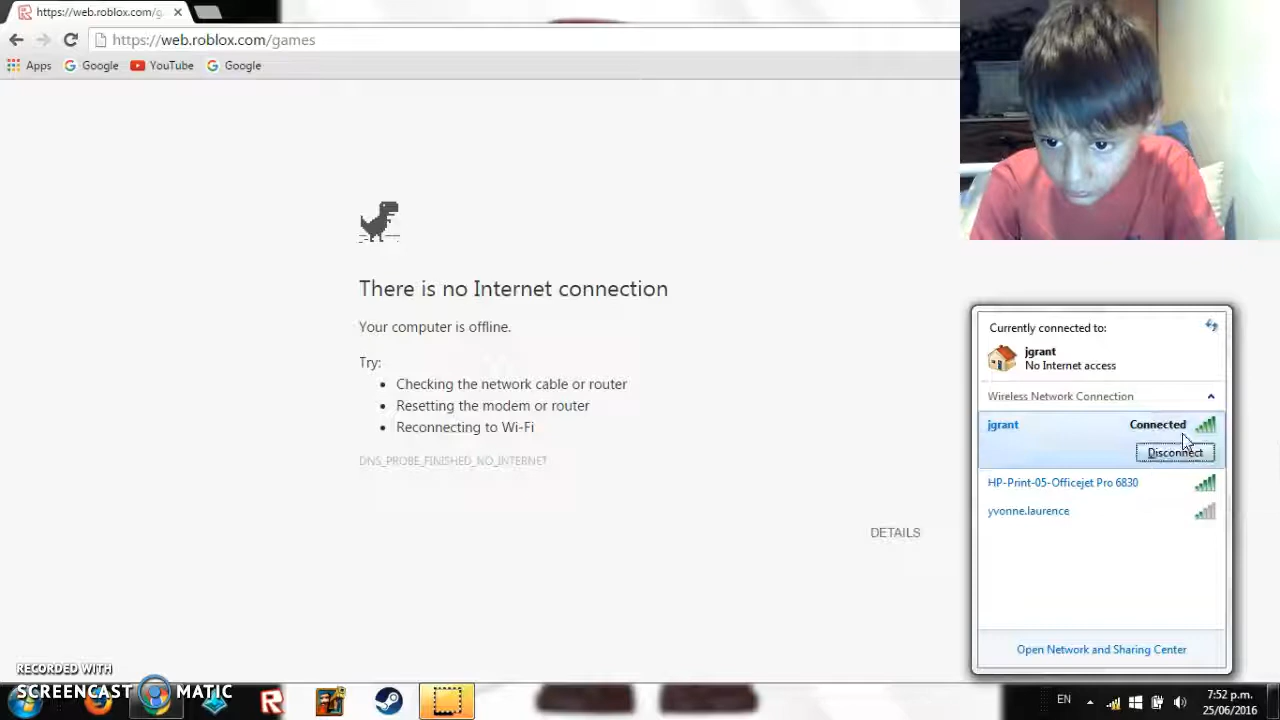 https://web.roblox.com/g
https://web.roblox.com/games
Apps
Google
YouTube
Google
There is no Internet connection
Your computer is offline.
Try:
• Checking the network cable or router
• Resetting the modem or router
• Reconnecting to Wi-Fi
DNS_PROBE_FINISHED_NO_INTERNET
DETAILS
Currently connected to:
jgrant
No Internet access
Wireless Network Connection
jgrant Connected
Disconnect
HP-Print-05-Officejet Pro 6830
yvonne.laurence
Open Network and Sharing Center
RECORDED WITH
SCREENCAST MATIC
EN
7:52 p.m.
25/06/2016